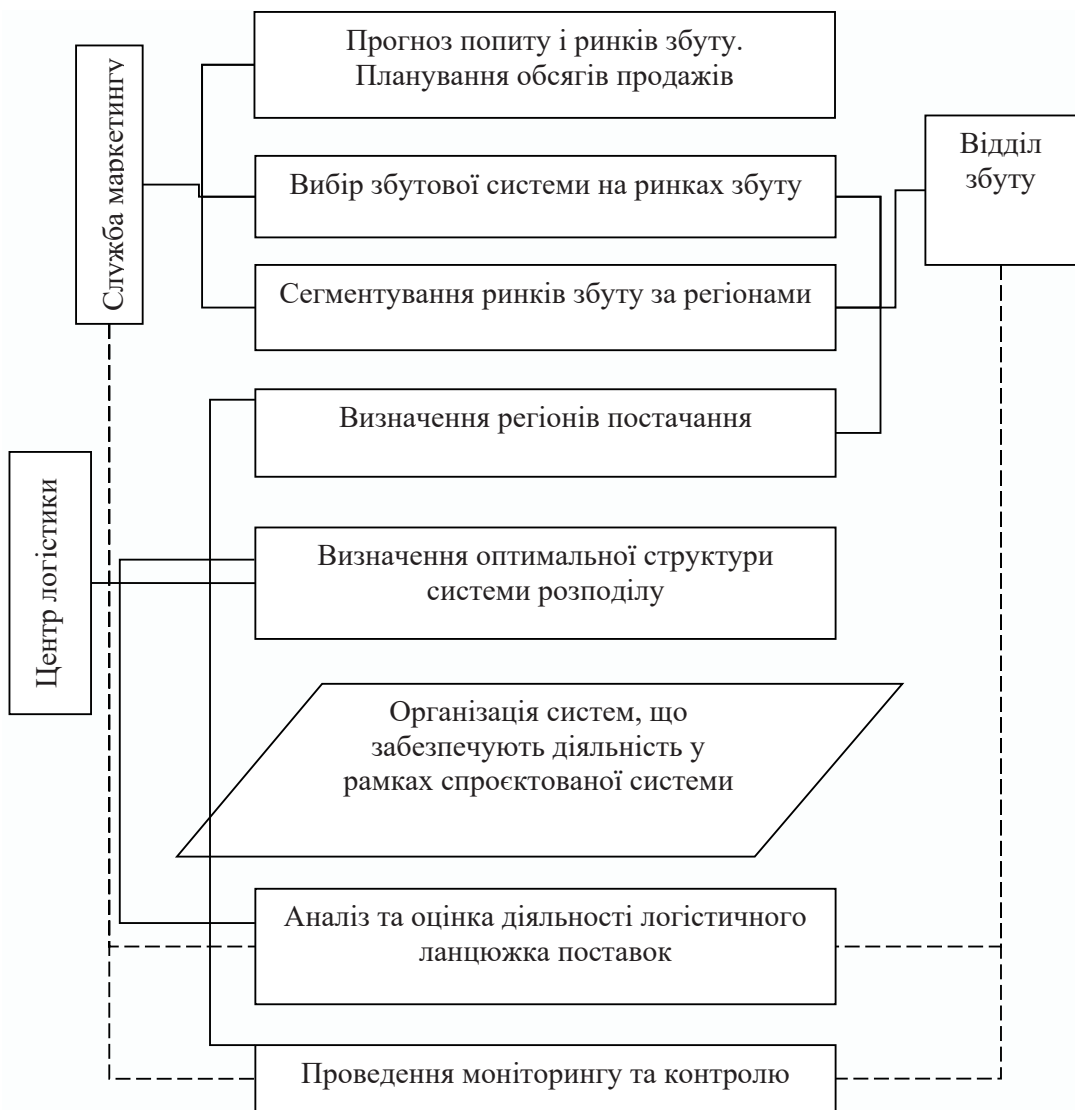 Прогноз попиту і ринків збуту.
Планування обсягів продажів
Служба маркетингу
Відділ
збуту
Вибір збутової системи на ринках збуту
Сегментування ринків збуту за регіонами
Визначення регіонів постачання
Центр логістики
Визначення оптимальної структури
системи розподілу
Організація систем, що
забезпечують діяльність у
рамках спроєктованої системи
Аналіз та оцінка діяльності логістичного
ланцюжка поставок
Проведення моніторингу та контролю